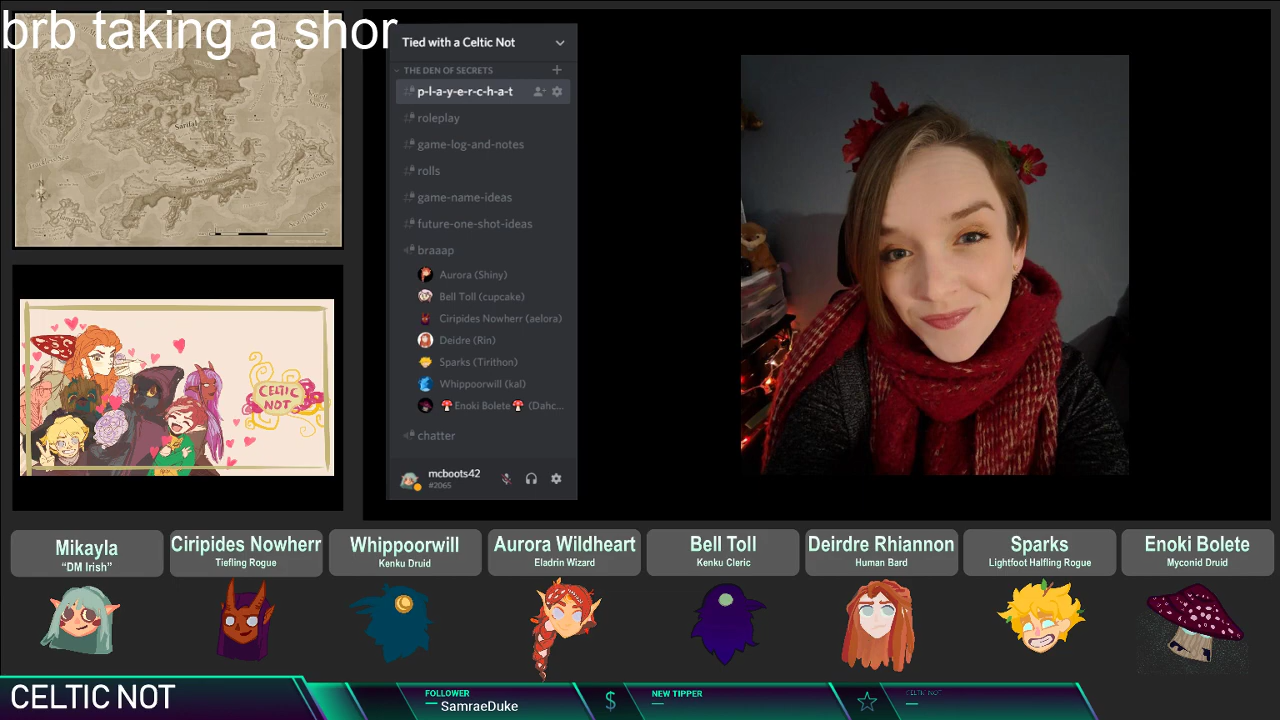 brb taking a shor
Sarilas
Tied with a Celtic Not
THE DEN OF SECRETS
p-l-a-y-e-r-c-h-a-t
roleplay
game-log-and-notes
rolls
game-name-ideas
future-one-shot-ideas
braaap
Aurora (Shiny)
Bell Toll (cupcake)
Ciripides Nowherr (aelora)
Deidre (Rin)
Sparks (Tirithon)
Whippoorwill (kal)
🍄Enoki Bolete🍄 (Dahc...
chatter
mcboots42
#2065
CELTIC
NOT
Mikayla
“DM Irish”
Ciripides Nowherr
Tiefling Rogue
Whippoorwill
Kenku Druid
Aurora Wildheart
Eladrin Wizard
Bell Toll
Kenku Cleric
Deirdre Rhiannon
Human Bard
Sparks
Lightfoot Halfling Rogue
Enoki Bolete
Myconid Druid
CELTIC NOT
FOLLOWER
SamraeDuke
$
NEW TIPPER
CELTIC NOT